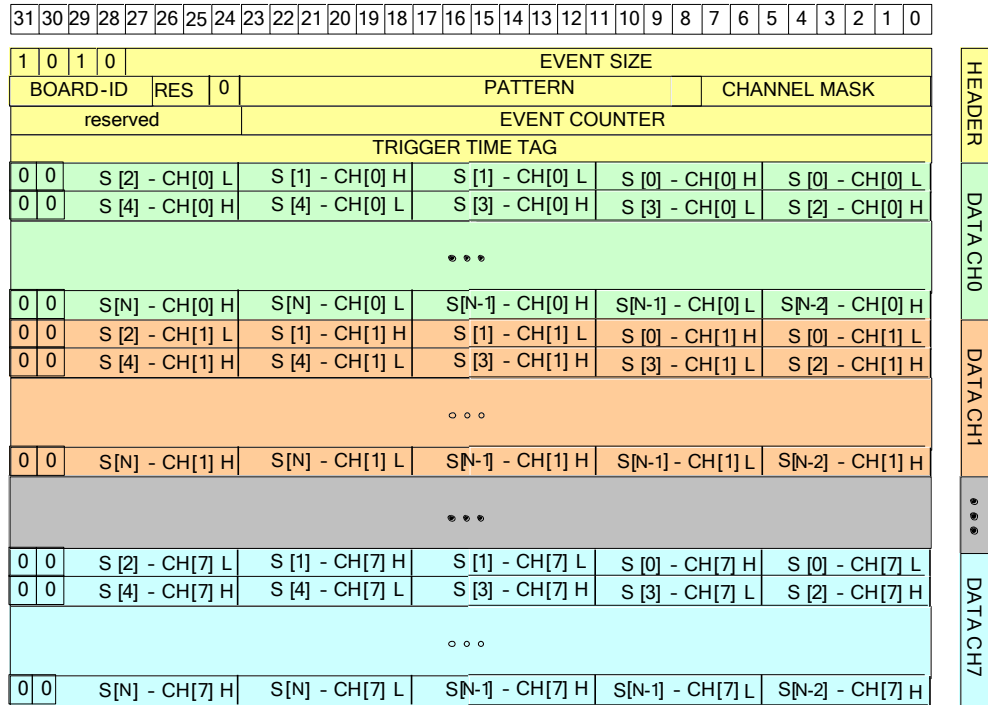 31 30 29 28 27 26 25 24 23 22 21 20 19 18 17 16 15 14 13 12 11 10 9 8 7 6 5 4 3 2 1 0
1 0 1 0 EVENT SIZE
BOARD-ID RES 0 PATTERN CHANNEL MASK
reserved EVENT COUNTER
TRIGGER TIME TAG
HEADER
0 0 S [2] - CH[0] L S [1] - CH[0] H S [1] - CH[0] L S [0] - CH[0] H S [0] - CH[0] L
0 0 S [4] - CH[0] H S [4] - CH[0] L S [3] - CH[0] H S [3] - CH[0] L S [2] - CH[0] H
0 0 S[N] - CH[0] H S[N] - CH[0] L S[N-1] - CH[0] H S[N-1] - CH[0] L S[N-2] - CH[0] H
DATA CH0
0 0 S [2] - CH[1] L S [1] - CH[1] H S [1] - CH[1] L S [0] - CH[1] H S [0] - CH[1] L
0 0 S [4] - CH[1] H S [4] - CH[1] L S [3] - CH[1] H S [3] - CH[1] L S [2] - CH[1] H
0 0 S[N] - CH[1] H S[N] - CH[1] L S[N-1] - CH[1] H S[N-1] - CH[1] L S[N-2] - CH[1] H
DATA CH1
0 0 S [2] - CH[7] L S [1] - CH[7] H S [1] - CH[7] L S [0] - CH[7] H S [0] - CH[7] L
0 0 S [4] - CH[7] H S [4] - CH[7] L S [3] - CH[7] H S [3] - CH[7] L S [2] - CH[7] H
0 0 S[N] - CH[7] H S[N] - CH[7] L S[N-1] - CH[7] H S[N-1] - CH[7] L S[N-2] - CH[7] H
DATA CH7